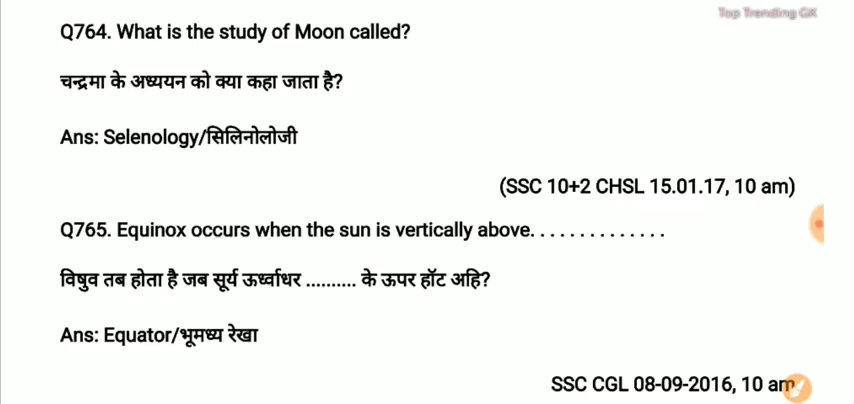 Top Trending GK
Q764. What is the study of Moon called?
चन्द्रमा के अध्ययन को क्या कहा जाता है?
Ans: Selenology/सिलिनोलोजी
(SSC 10+2 CHSL 15.01.17, 10 am)
Q765. Equinox occurs when the sun is vertically above. . . . . . . . . . . . . .
विषुव तब होता है जब सूर्य ऊर्ध्वाधर .......... के ऊपर हॉट अहि?
Ans: Equator/भूमध्य रेखा
SSC CGL 08-09-2016, 10 am